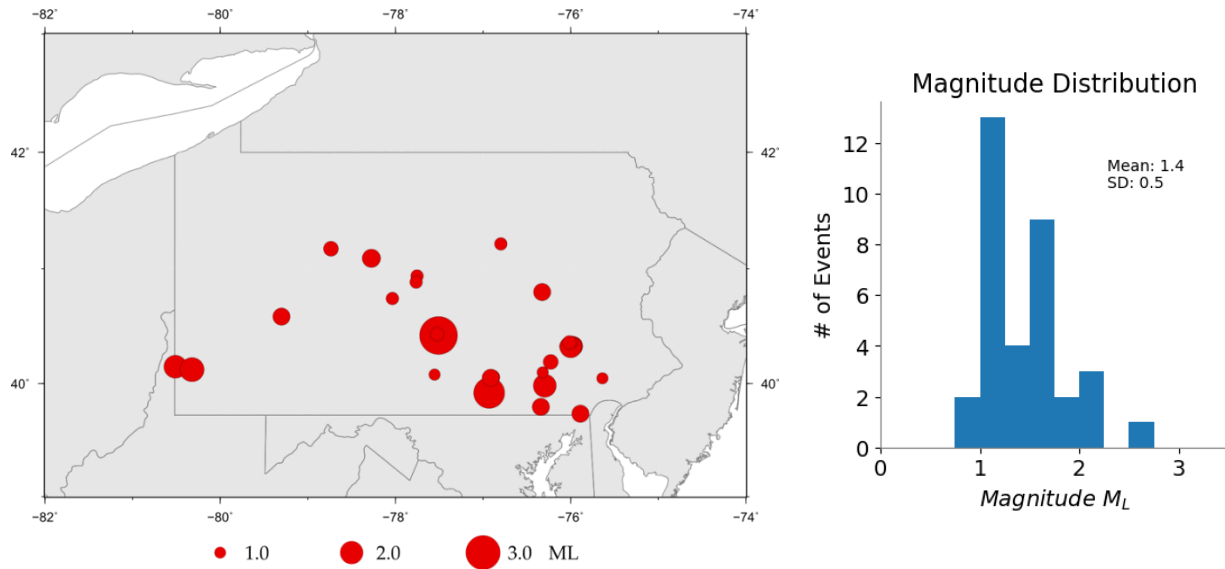 −82 −80 −78 −76 −74
42˚ 42˚
40˚ 40˚
−82˚ −80˚ −78˚ −76˚ −74˚
1.0 2.0 3.0 ML
Magnitude Distribution
Mean: 1.4
SD: 0.5
# of Events
12
10
8
6
4
2
0
0 1 2 3
Magnitude M_L